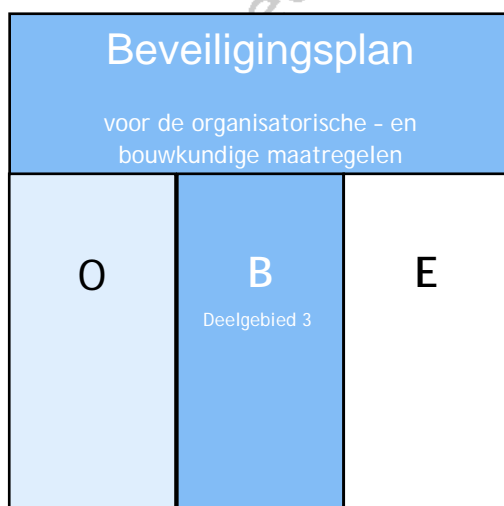 Beveiligingsplan
voor de organisatorische - en
bouwkundige maatregelen
O B E
Deelgebied 3